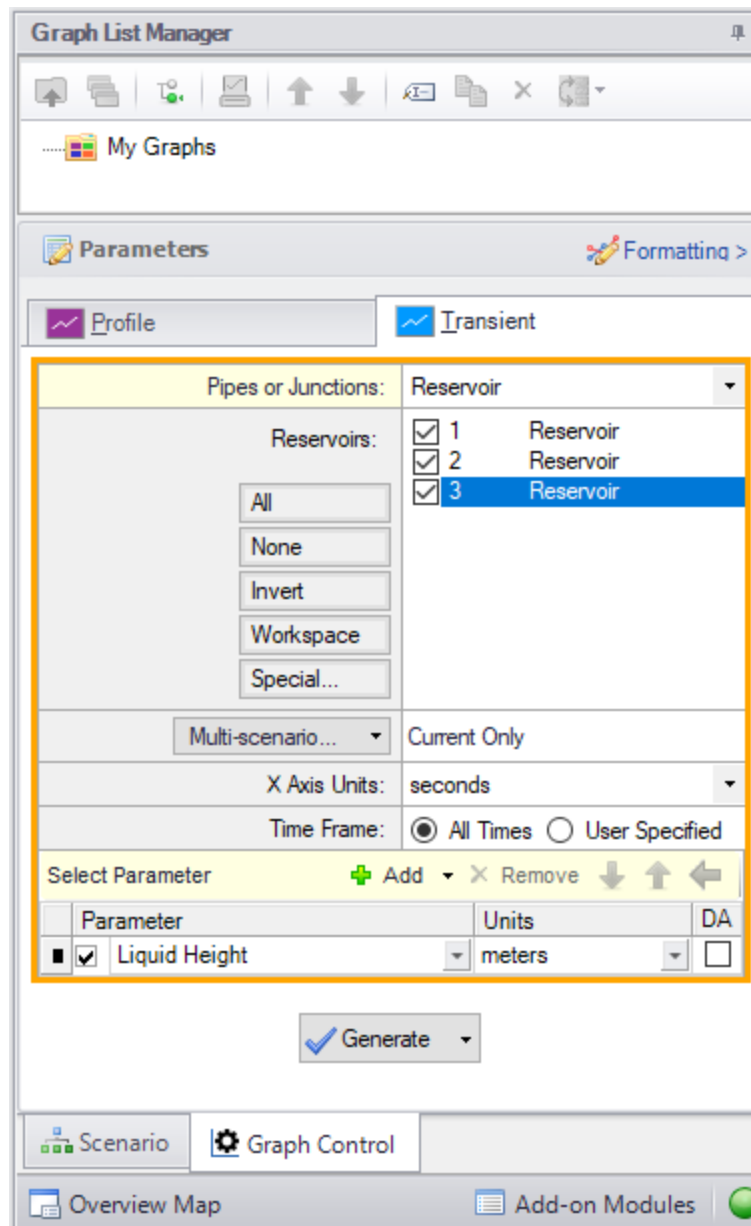 Graph List Manager
My Graphs
Parameters Formatting >
Profile Transient
Pipes or Junctions: Reservoir
Reservoirs: 1 Reservoir
2 Reservoir
3 Reservoir
All
None
Invert
Workspace
Special...
Multi-scenario... Current Only
X Axis Units: seconds
Time Frame: All Times User Specified
Select Parameter Add Remove
Parameter Units DA
Liquid Height meters
Generate
Scenario Graph Control
Overview Map Add-on Modules